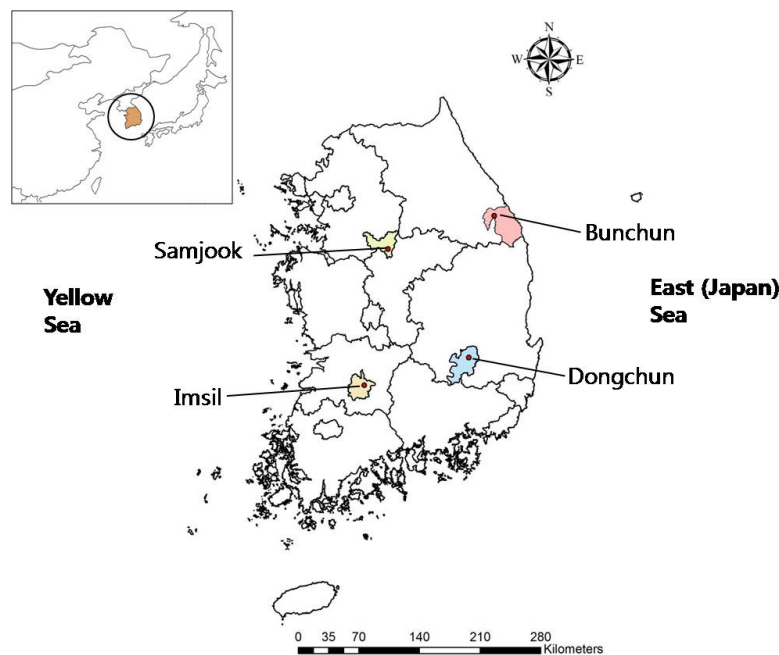 N
W E
S
Bunchun
Samjook
Yellow
Sea
East (Japan)
Sea
Dongchun
Imsil
0 35 70 140 210 280
Kilometers